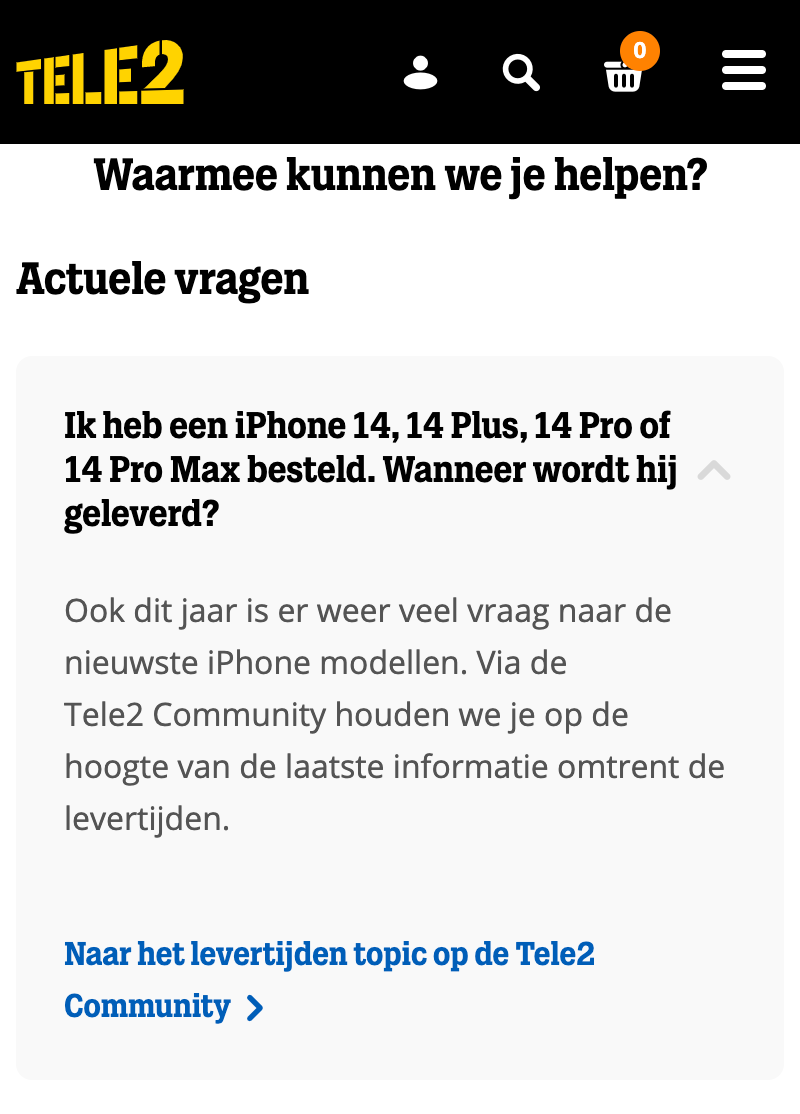 TELE2
0
Waarmee kunnen we je helpen?
Actuele vragen
Ik heb een iPhone 14, 14 Plus, 14 Pro of
14 Pro Max besteld. Wanneer wordt hij
geleverd?
Ook dit jaar is er weer veel vraag naar de
nieuwste iPhone modellen. Via de
Tele2 Community houden we je op de
hoogte van de laatste informatie omtrent de
levertijden.
Naar het levertijden topic op de Tele2
Community